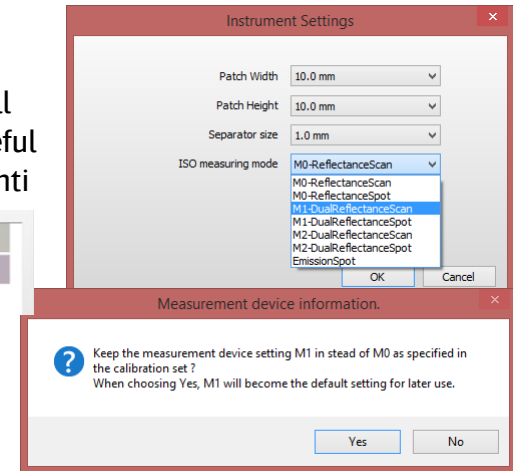 Instrument Settings
ll
eful
nti
Patch Width 10.0 mm
Patch Height 10.0 mm
Separator size 1.0 mm
ISO measuring mode M0-ReflectanceScan
M0-ReflectanceScan
M0-ReflectanceSpot
M1-DualReflectanceScan
M1-DualReflectanceSpot
M2-DualReflectanceScan
M2-DualReflectanceSpot
EmissionSpot
OK Cancel
Measurement device information.
Keep the measurement device setting M1 in stead of M0 as specified in
the calibration set ?
When choosing Yes, M1 will become the default setting for later use.
Yes No